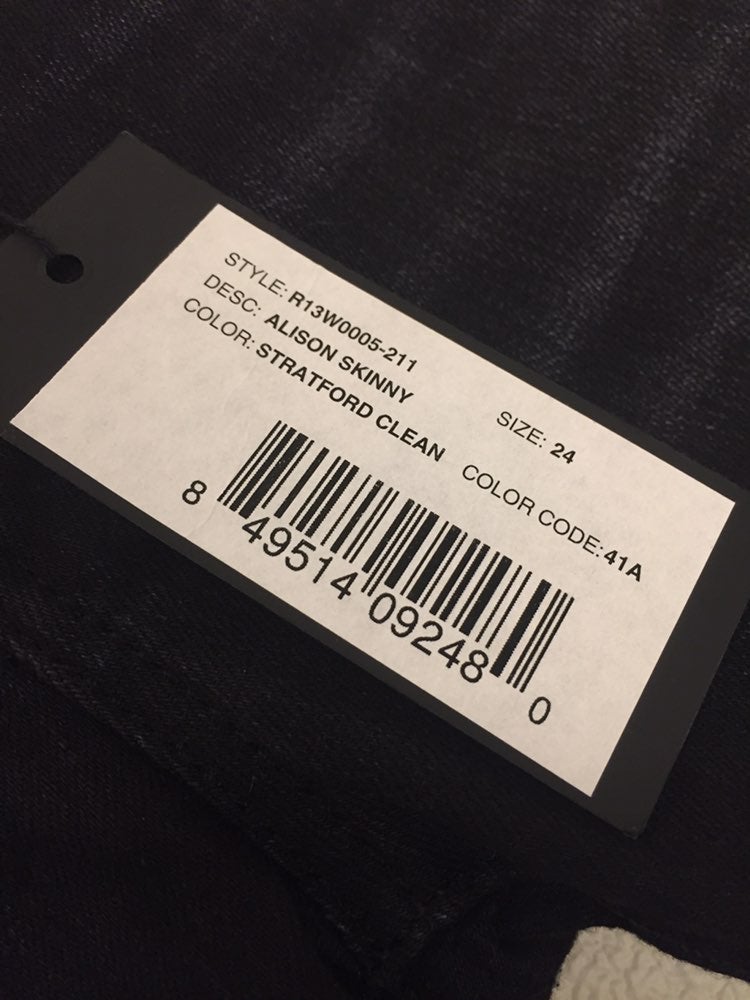 STYLE: R13W0005-211
DESC: ALISON SKINNY
COLOR: STRATFORD CLEAN
SIZE: 24
COLOR CODE: 41A
8 49514 09248 0